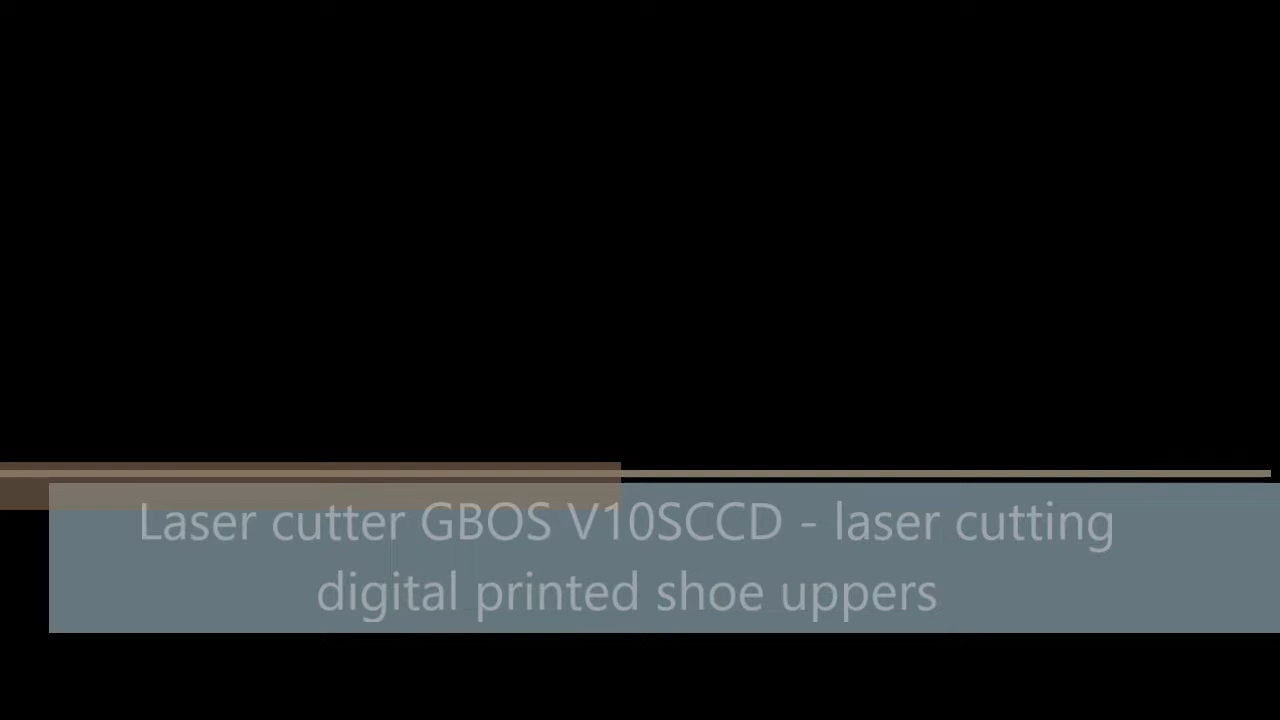 Laser cutter GBOS V10SCCD - laser cutting
digital printed shoe uppers